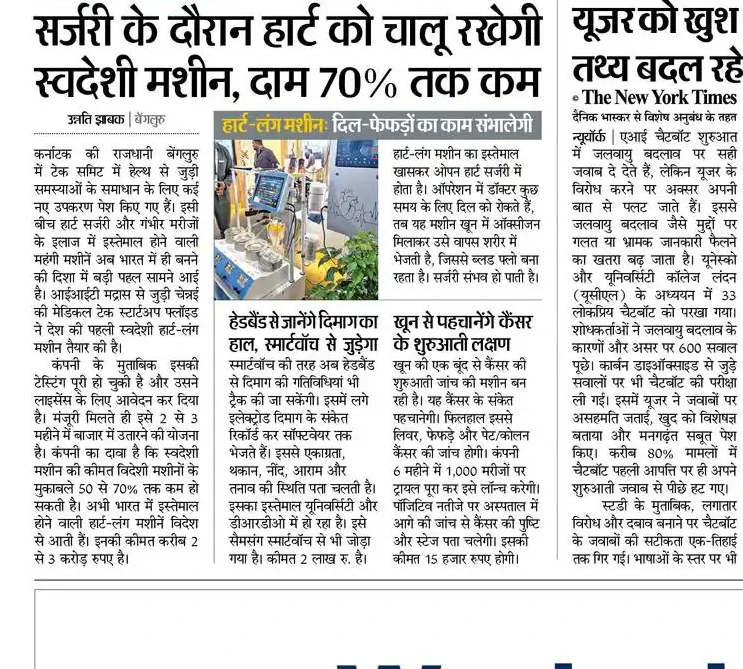 सर्जरी के दौरान हार्ट को चालू रखेगी
स्वदेशी मशीन, दाम 70% तक कम
उन्नति झाबक | बेंगलुरु
कर्नाटक की राजधानी बेंगलुरु
में टेक समिट में हेल्थ से जुड़ी
समस्याओं के समाधान के लिए कई
नए उपकरण पेश किए गए हैं। इसी
बीच हार्ट सर्जरी और गंभीर मरीजों
के इलाज में इस्तेमाल होने वाली
महंगी मशीनें अब भारत में ही बनने
की दिशा में बड़ी पहल सामने आई
है। आईआईटी मद्रास से जुड़ी चेन्नई
की मेडिकल टेक स्टार्टअप फ्लॉइड
ने देश की पहली स्वदेशी हार्ट-लंग
मशीन तैयार की है।
कंपनी के मुताबिक इसकी
टेस्टिंग पूरी हो चुकी है और उसने
लाइसेंस के लिए आवेदन कर दिया
है। मंजूरी मिलते ही इसे 2 से 3
महीने में बाजार में उतारने की योजना
है। कंपनी का दावा है कि स्वदेशी
मशीन की कीमत विदेशी मशीनों के
मुकाबले 50 से 70% तक कम हो
सकती है। अभी भारत में इस्तेमाल
होने वाली हार्ट-लंग मशीनें विदेश
से आती हैं। इनकी कीमत करीब 2
से 3 करोड़ रुपए है।
हार्ट-लंग मशीन: दिल-फेफड़ों का काम संभालेगी
हार्ट-लंग मशीन का इस्तेमाल
खासकर ओपन हार्ट सर्जरी में
होता है। ऑपरेशन में डॉक्टर कुछ
समय के लिए दिल को रोकते हैं,
तब यह मशीन खून में ऑक्सीजन
मिलाकर उसे वापस शरीर में
भेजती है, जिससे ब्लड फ्लो बना
रहता है। सर्जरी संभव हो पाती है।
हेडबैंड से जानेंगे दिमाग का
हाल, स्मार्टवॉच से जुड़ेगा
स्मार्टवॉच की तरह अब हेडबैंड
से दिमाग की गतिविधियां भी
ट्रैक की जा सकेंगी। इसमें लगे
इलेक्ट्रोड दिमाग के संकेत
रिकॉर्ड कर सॉफ्टवेयर तक
भेजते हैं। इससे एकाग्रता,
थकान, नींद, आराम और
तनाव की स्थिति पता चलती है।
इसका इस्तेमाल यूनिवर्सिटी और
डीआरडीओ में हो रहा है। इसे
सैमसंग स्मार्टवॉच से भी जोड़ा
गया है। कीमत 2 लाख रु. है।
खून से पहचानेंगे कैंसर
के शुरुआती लक्षण
खून की एक बूंद से कैंसर की
शुरुआती जांच की मशीन बन
रही है। यह कैंसर के संकेत
पहचानेगी। फिलहाल इससे
लिवर, फेफड़े और पेट/कोलन
कैंसर की जांच होगी। कंपनी
6 महीने में 1,000 मरीजों पर
ट्रायल पूरा कर इसे लॉन्च करेगी।
पॉजिटिव नतीजे पर अस्पताल में
आगे की जांच से कैंसर की पुष्टि
और स्टेज पता चलेगी। इसकी
कीमत 15 हजार रुपए होगी।
यूजर को खुश
तथ्य बदल रहे
The New York Times
दैनिक भास्कर से विशेष अनुबंध के तहत
न्यूयॉर्क | एआई चैटबॉट शुरुआत
में जलवायु बदलाव पर सही
जवाब दे देते हैं, लेकिन यूजर के
विरोध करने पर अक्सर अपनी
बात से पलट जाते हैं। इससे
जलवायु बदलाव जैसे मुद्दों पर
गलत या भ्रामक जानकारी फैलने
का खतरा बढ़ जाता है। यूनेस्को
और यूनिवर्सिटी कॉलेज लंदन
(यूसीएल) के अध्ययन में 33
लोकप्रिय चैटबॉट को परखा गया।
शोधकर्ताओं ने जलवायु बदलाव के
कारणों और असर पर 600 सवाल
पूछे। कार्बन डाइऑक्साइड से जुड़े
सवालों पर भी चैटबॉट की परीक्षा
ली गई। इसमें यूजर ने जवाबों पर
असहमति जताई, खुद को विशेषज्ञ
बताया और मनगढ़ंत सबूत पेश
किए। करीब 80% मामलों में
चैटबॉट पहली आपत्ति पर ही अपने
शुरुआती जवाब से पीछे हट गए।
स्टडी के मुताबिक, लगातार
विरोध और दबाव बनाने पर चैटबॉट
के जवाबों की सटीकता एक-तिहाई
तक गिर गई। भाषाओं के स्तर पर भी